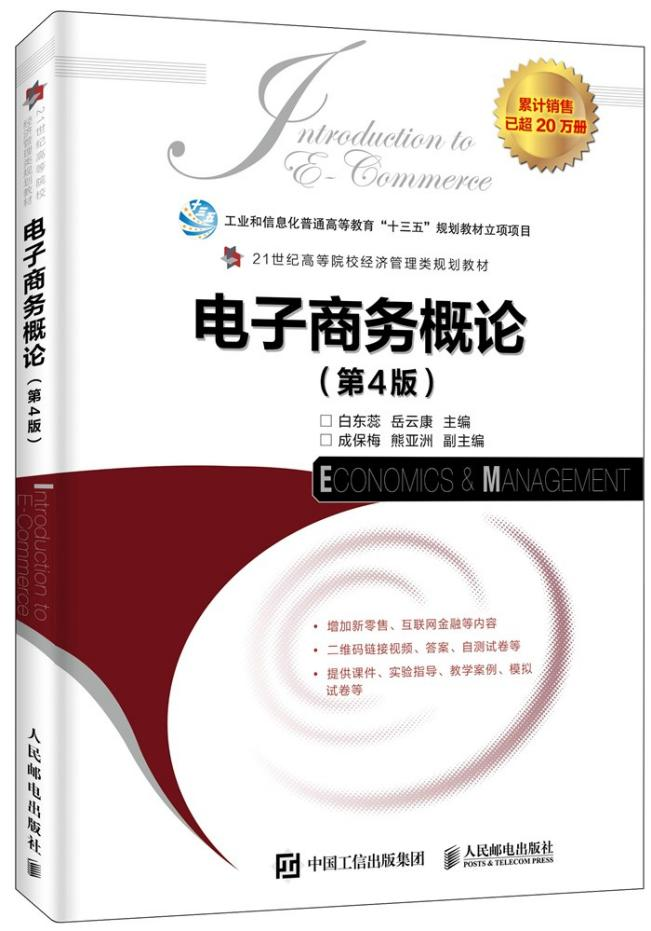 21世纪高等院校
经济管理类规划教材
电子商务概论
(第4版)
Introduction to
E-Commerce
人民邮电出版社
Introduction to
E-Commerce
累计销售
已超20万册
十三五
工业和信息化普通高等教育“十三五”规划教材立项项目
21世纪高等院校经济管理类规划教材
电子商务概论
(第4版)
□ 白东蕊 岳云康 主编
□ 成保梅 熊亚洲 副主编
ECONOMICS & MANAGEMENT
• 增加新零售、互联网金融等内容
• 二维码链接视频、答案、自测试卷等
• 提供课件、实验指导、教学案例、模拟
试卷等
中国工信出版集团
人民邮电出版社
POSTS & TELECOM PRESS